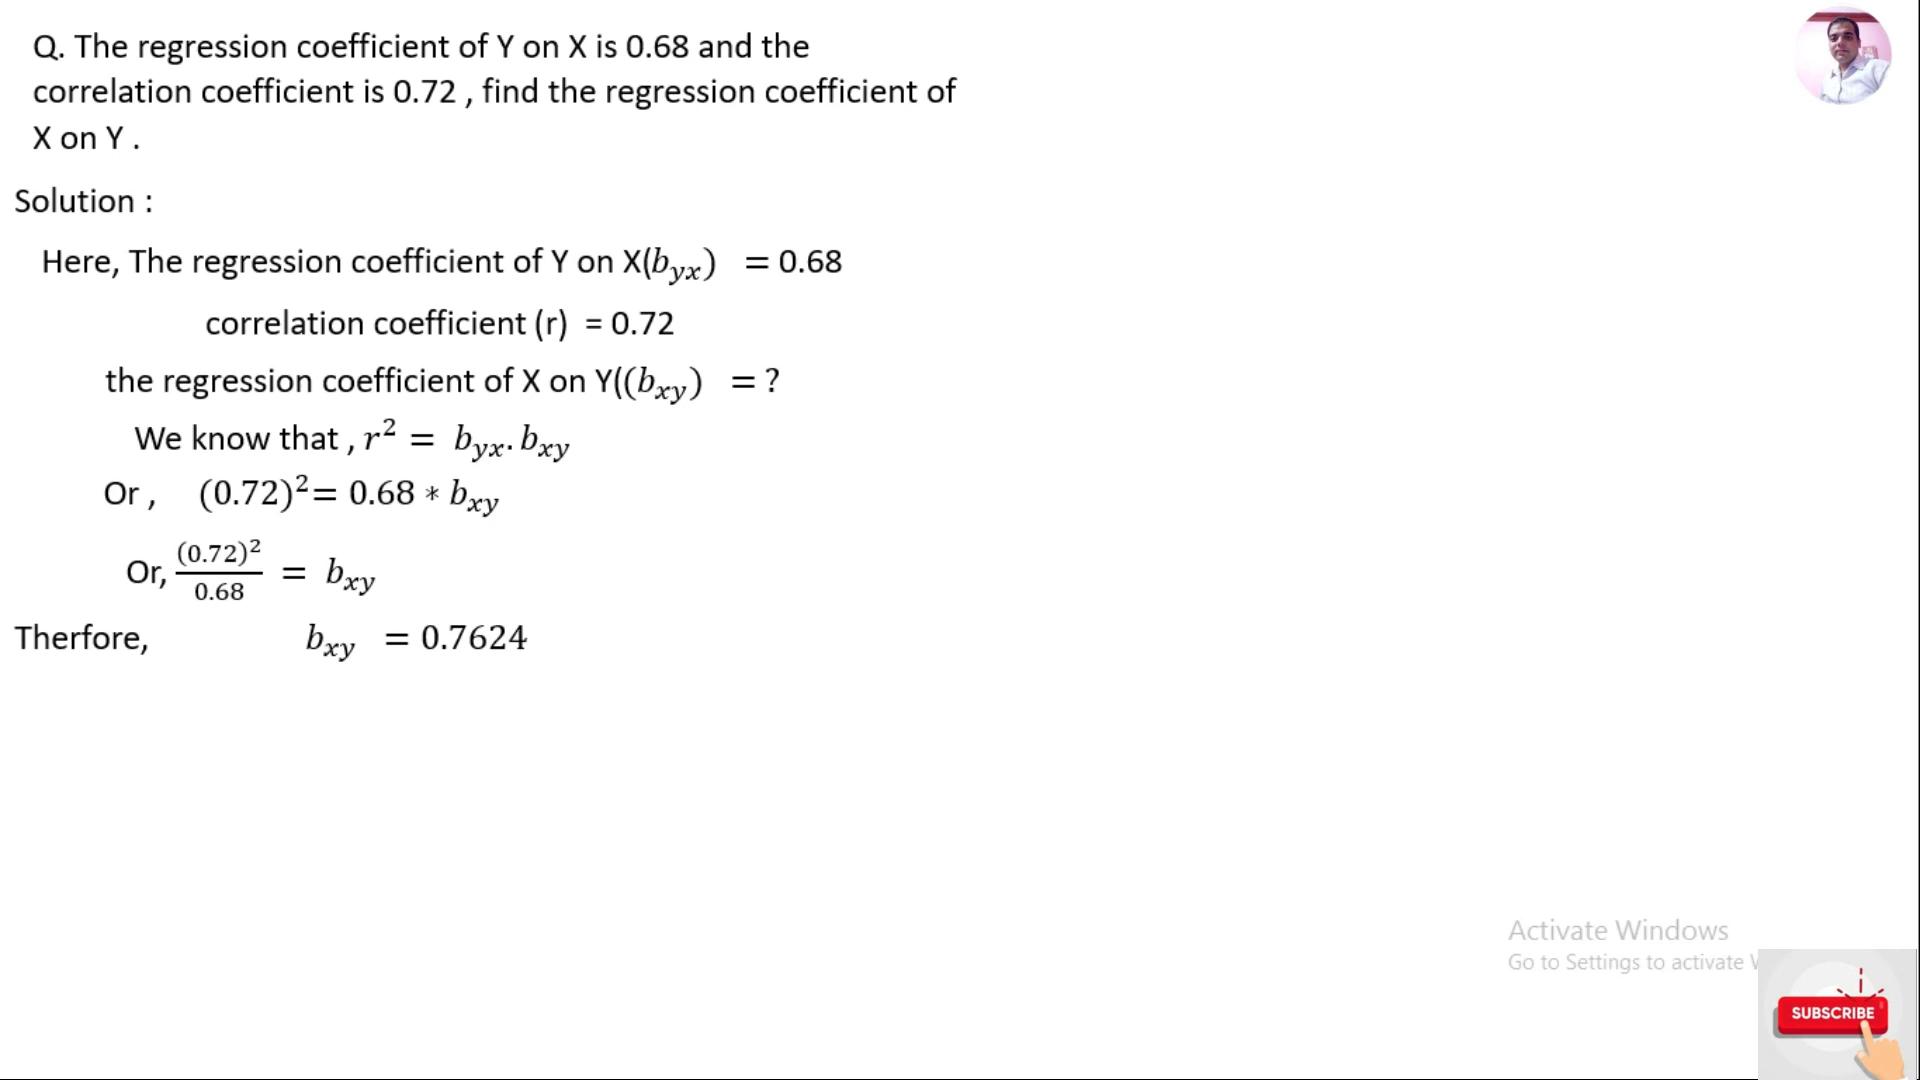 Q. The regression coefficient of Y on X is 0.68 and the
correlation coefficient is 0.72 , find the regression coefficient of
X on Y .
Solution :
Here, The regression coefficient of Y on X(b_yx) = 0.68
correlation coefficient (r) = 0.72
the regression coefficient of X on Y((b_xy) = ?
We know that , r² = b_yx. b_xy
Or , (0.72)²= 0.68 * b_xy
Or, (0.72)²/0.68 = b_xy
Therfore, b_xy = 0.7624
Activate Windows
Go to Settings to activate
SUBSCRIBE